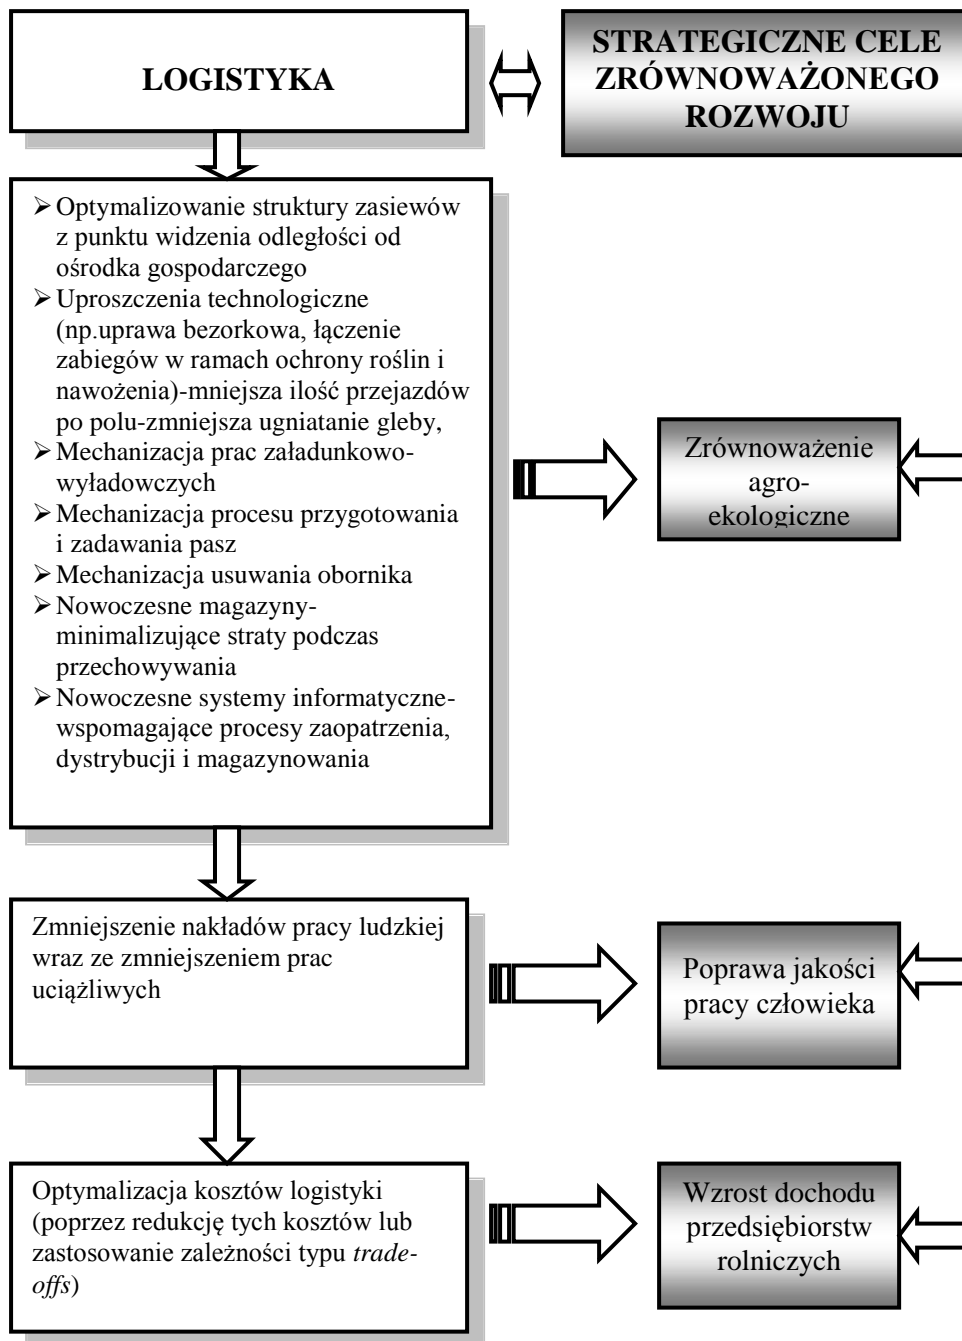 LOGISTYKA
STRATEGICZNE CELE
ZRÓWNOWAŻONEGO
ROZWOJU
➢ Optymalizowanie struktury zasiewów
z punktu widzenia odległości od
ośrodka gospodarczego
➢ Uproszczenia technologiczne
(np.uprawa bezorkowa, łączenie
zabiegów w ramach ochrony roślin i
nawożenia)-mniejsza ilość przejazdów
po polu-zmniejsza ugniatanie gleby,
➢ Mechanizacja prac załadunkowo-
wyładowczych
➢ Mechanizacja procesu przygotowania
i zadawania pasz
➢ Mechanizacja usuwania obornika
➢ Nowoczesne magazyny-
minimalizujące straty podczas
przechowywania
➢ Nowoczesne systemy informatyczne-
wspomagające procesy zaopatrzenia,
dystrybucji i magazynowania
Zrównoważenie
agro-
ekologiczne
Zmniejszenie nakładów pracy ludzkiej
wraz ze zmniejszeniem prac
uciążliwych
Poprawa jakości
pracy człowieka
Optymalizacja kosztów logistyki
(poprzez redukcję tych kosztów lub
zastosowanie zależności typu trade-
offs)
Wzrost dochodu
przedsiębiorstw
rolniczych